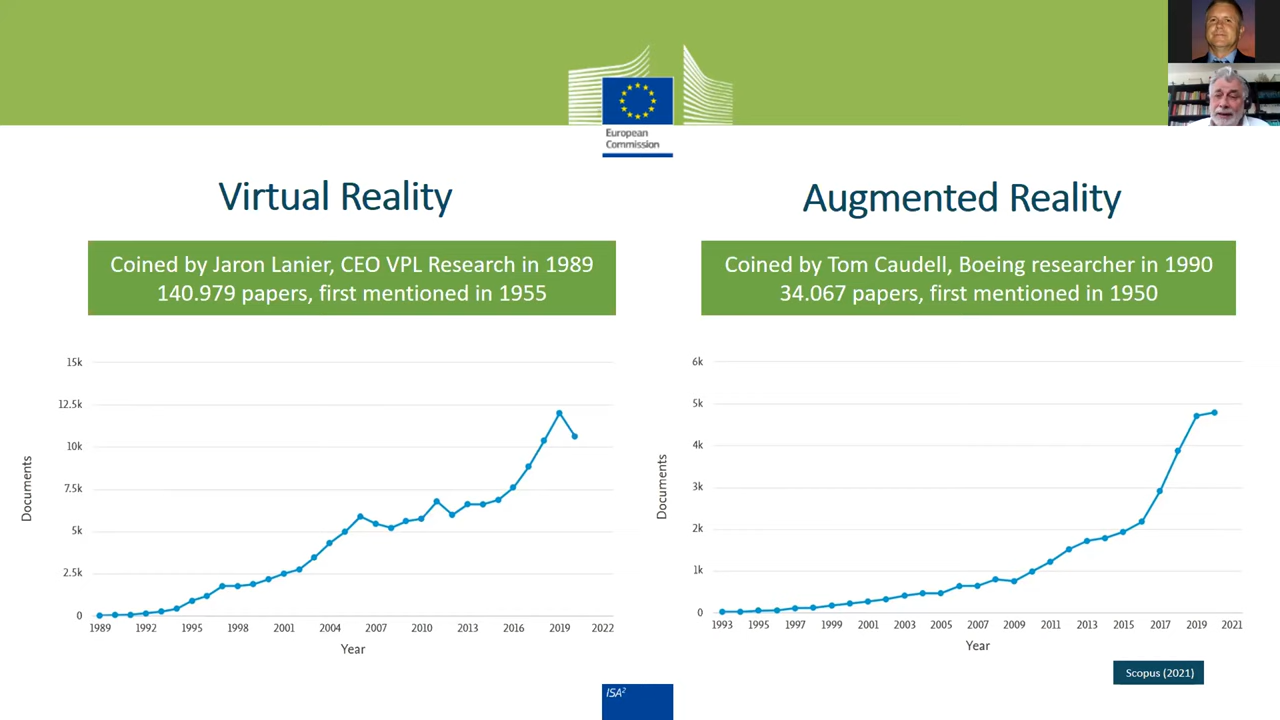 European
Commission
Virtual Reality
Coined by Jaron Lanier, CEO VPL Research in 1989
140.979 papers, first mentioned in 1955
15k
12.5k
10k
7.5k
5k
2.5k
0
Documents
1989 1992 1995 1998 2001 2004 2007 2010 2013 2016 2019 2022
Year
Augmented Reality
Coined by Tom Caudell, Boeing researcher in 1990
34.067 papers, first mentioned in 1950
6k
5k
4k
3k
2k
1k
0
Documents
1993 1995 1997 1999 2001 2003 2005 2007 2009 2011 2013 2015 2017 2019 2021
Year
Scopus (2021)
ISA²